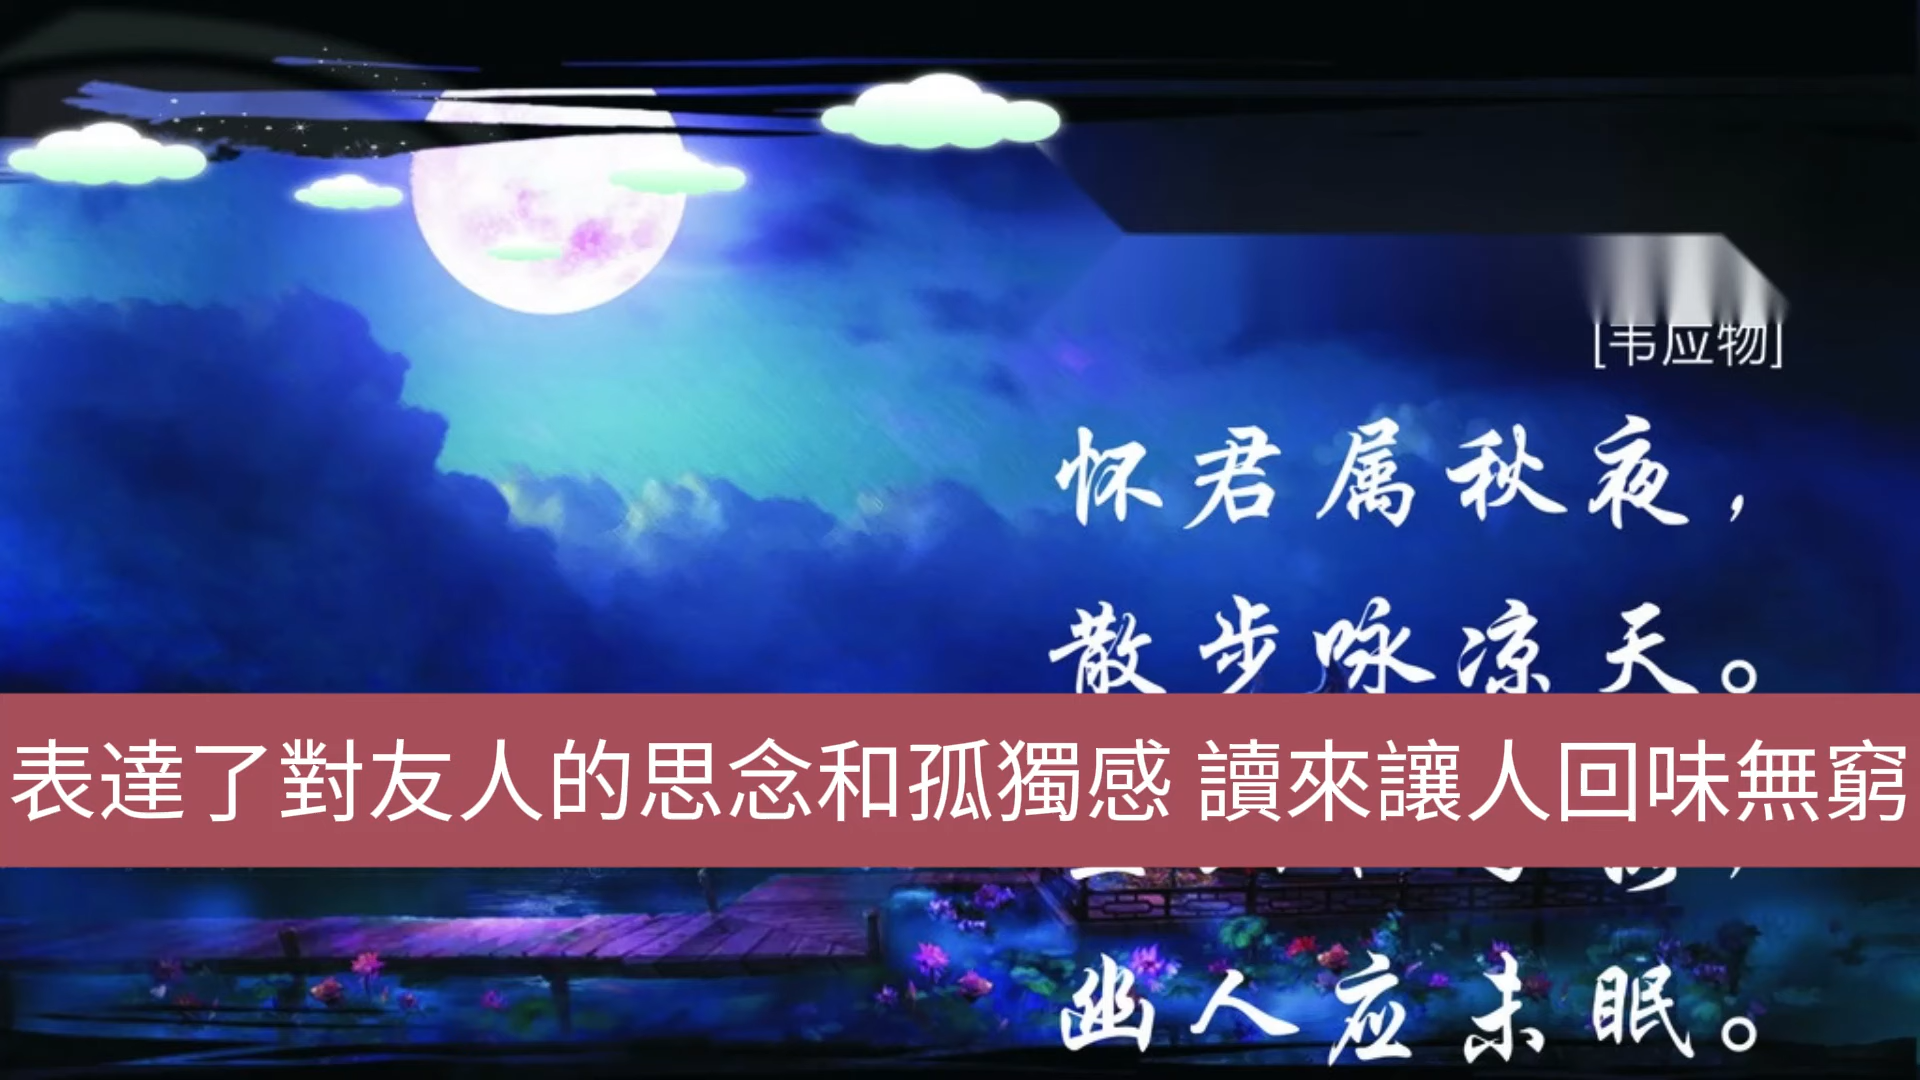 [韦应物]
怀君属秋夜，
散步咏凉天。
表達了對友人的思念和孤獨感 讀來讓人回味無窮
幽人应未眠。